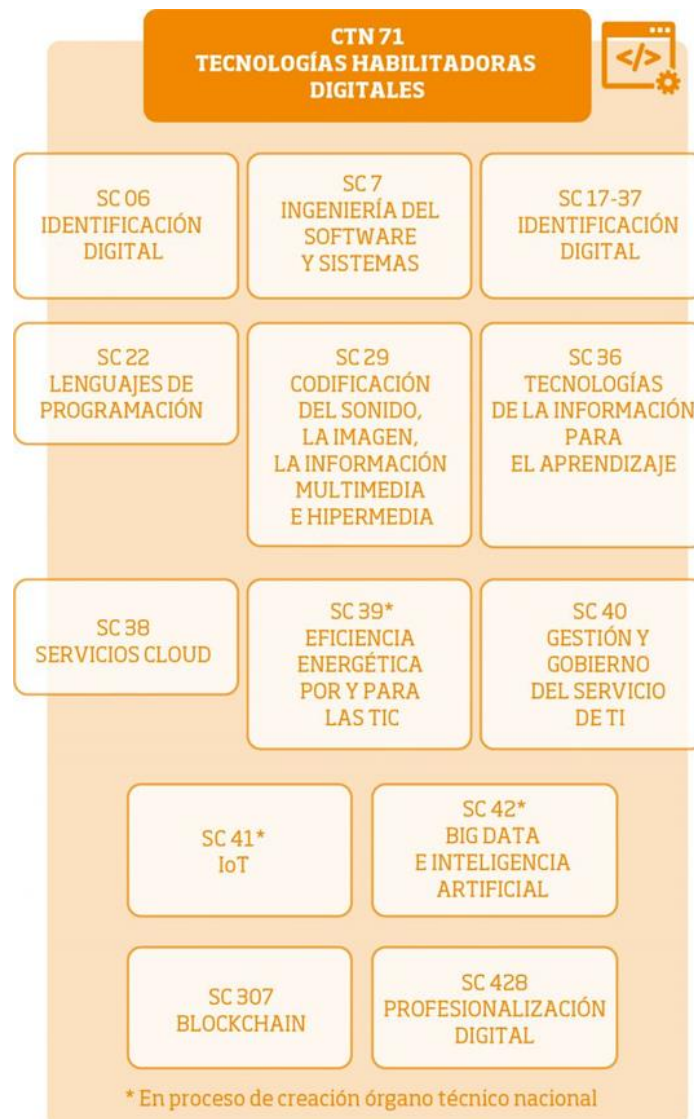 CTN 71
TECNOLOGÍAS HABILITADORAS
DIGITALES
</>
SC 06
IDENTIFICACIÓN
DIGITAL
SC 7
INGENIERÍA DEL
SOFTWARE
Y SISTEMAS
SC 17-37
IDENTIFICACIÓN
DIGITAL
SC 22
LENGUAJES DE
PROGRAMACIÓN
SC 29
CODIFICACIÓN
DEL SONIDO,
LA IMAGEN,
LA INFORMACIÓN
MULTIMEDIA
E HIPERMEDIA
SC 36
TECNOLOGÍAS
DE LA INFORMACIÓN
PARA
EL APRENDIZAJE
SC 38
SERVICIOS CLOUD
SC 39*
EFICIENCIA
ENERGÉTICA
POR Y PARA
LAS TIC
SC 40
GESTIÓN Y
GOBIERNO
DEL SERVICIO
DE TI
SC 41*
IoT
SC 42*
BIG DATA
E INTELIGENCIA
ARTIFICIAL
SC 307
BLOCKCHAIN
SC 428
PROFESIONALIZACIÓN
DIGITAL
* En proceso de creación órgano técnico nacional